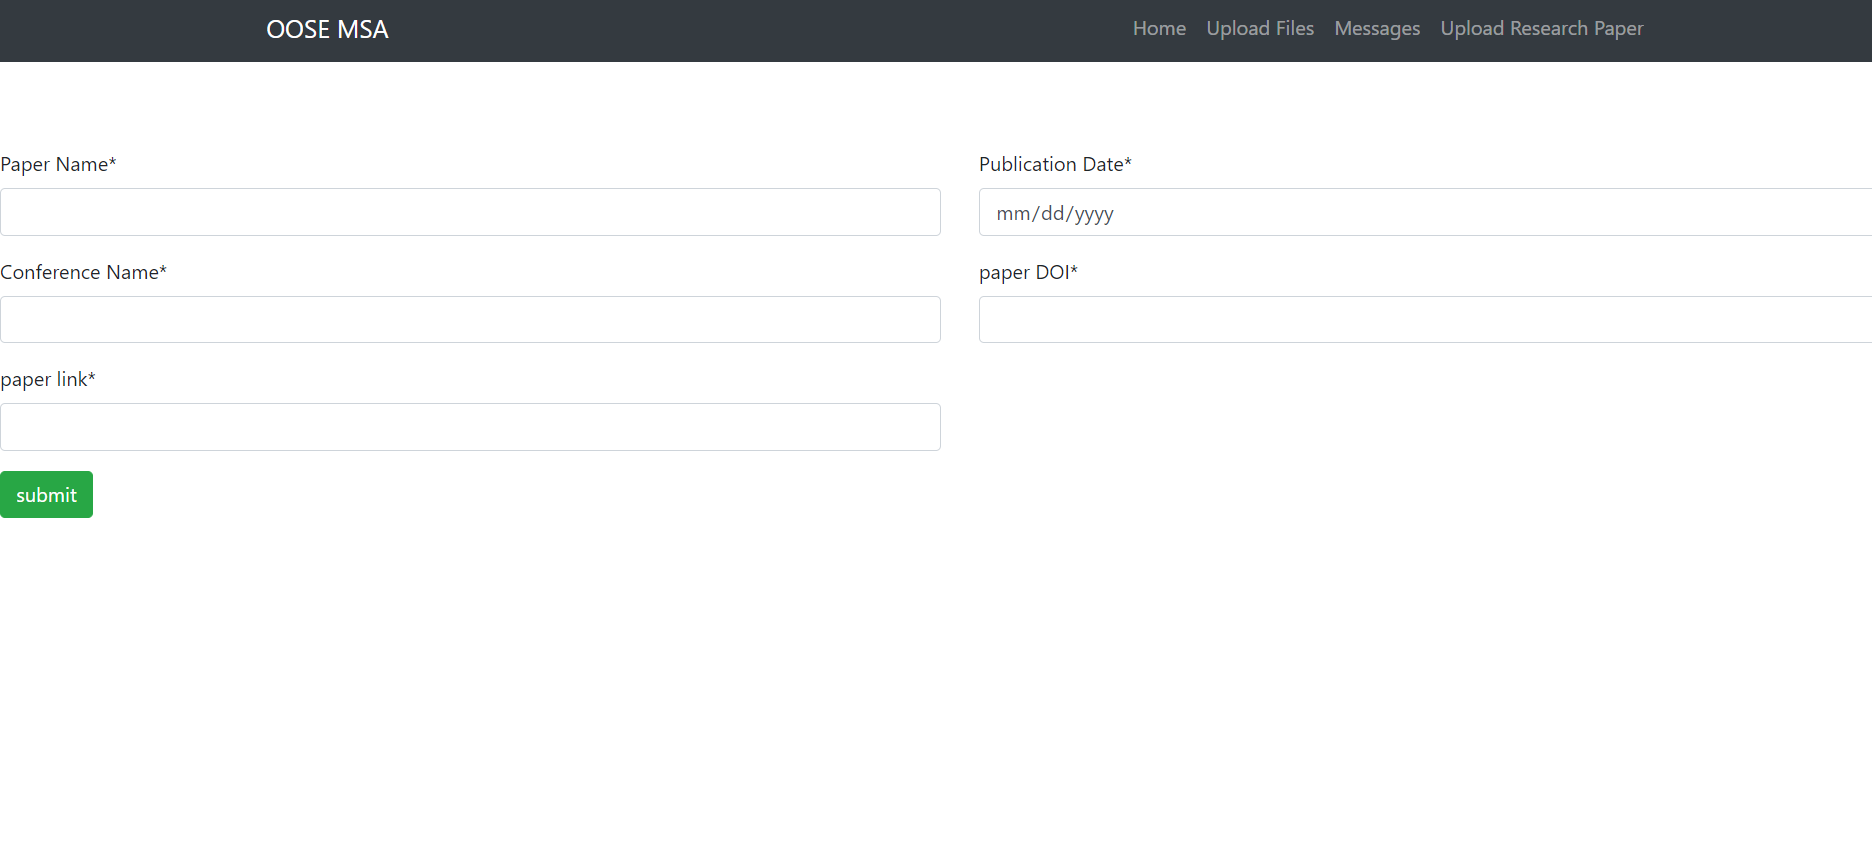 OOSE MSA
Home Upload Files Messages Upload Research Paper
Paper Name*
Publication Date*
mm/dd/yyyy
Conference Name*
paper DOI*
paper link*
submit